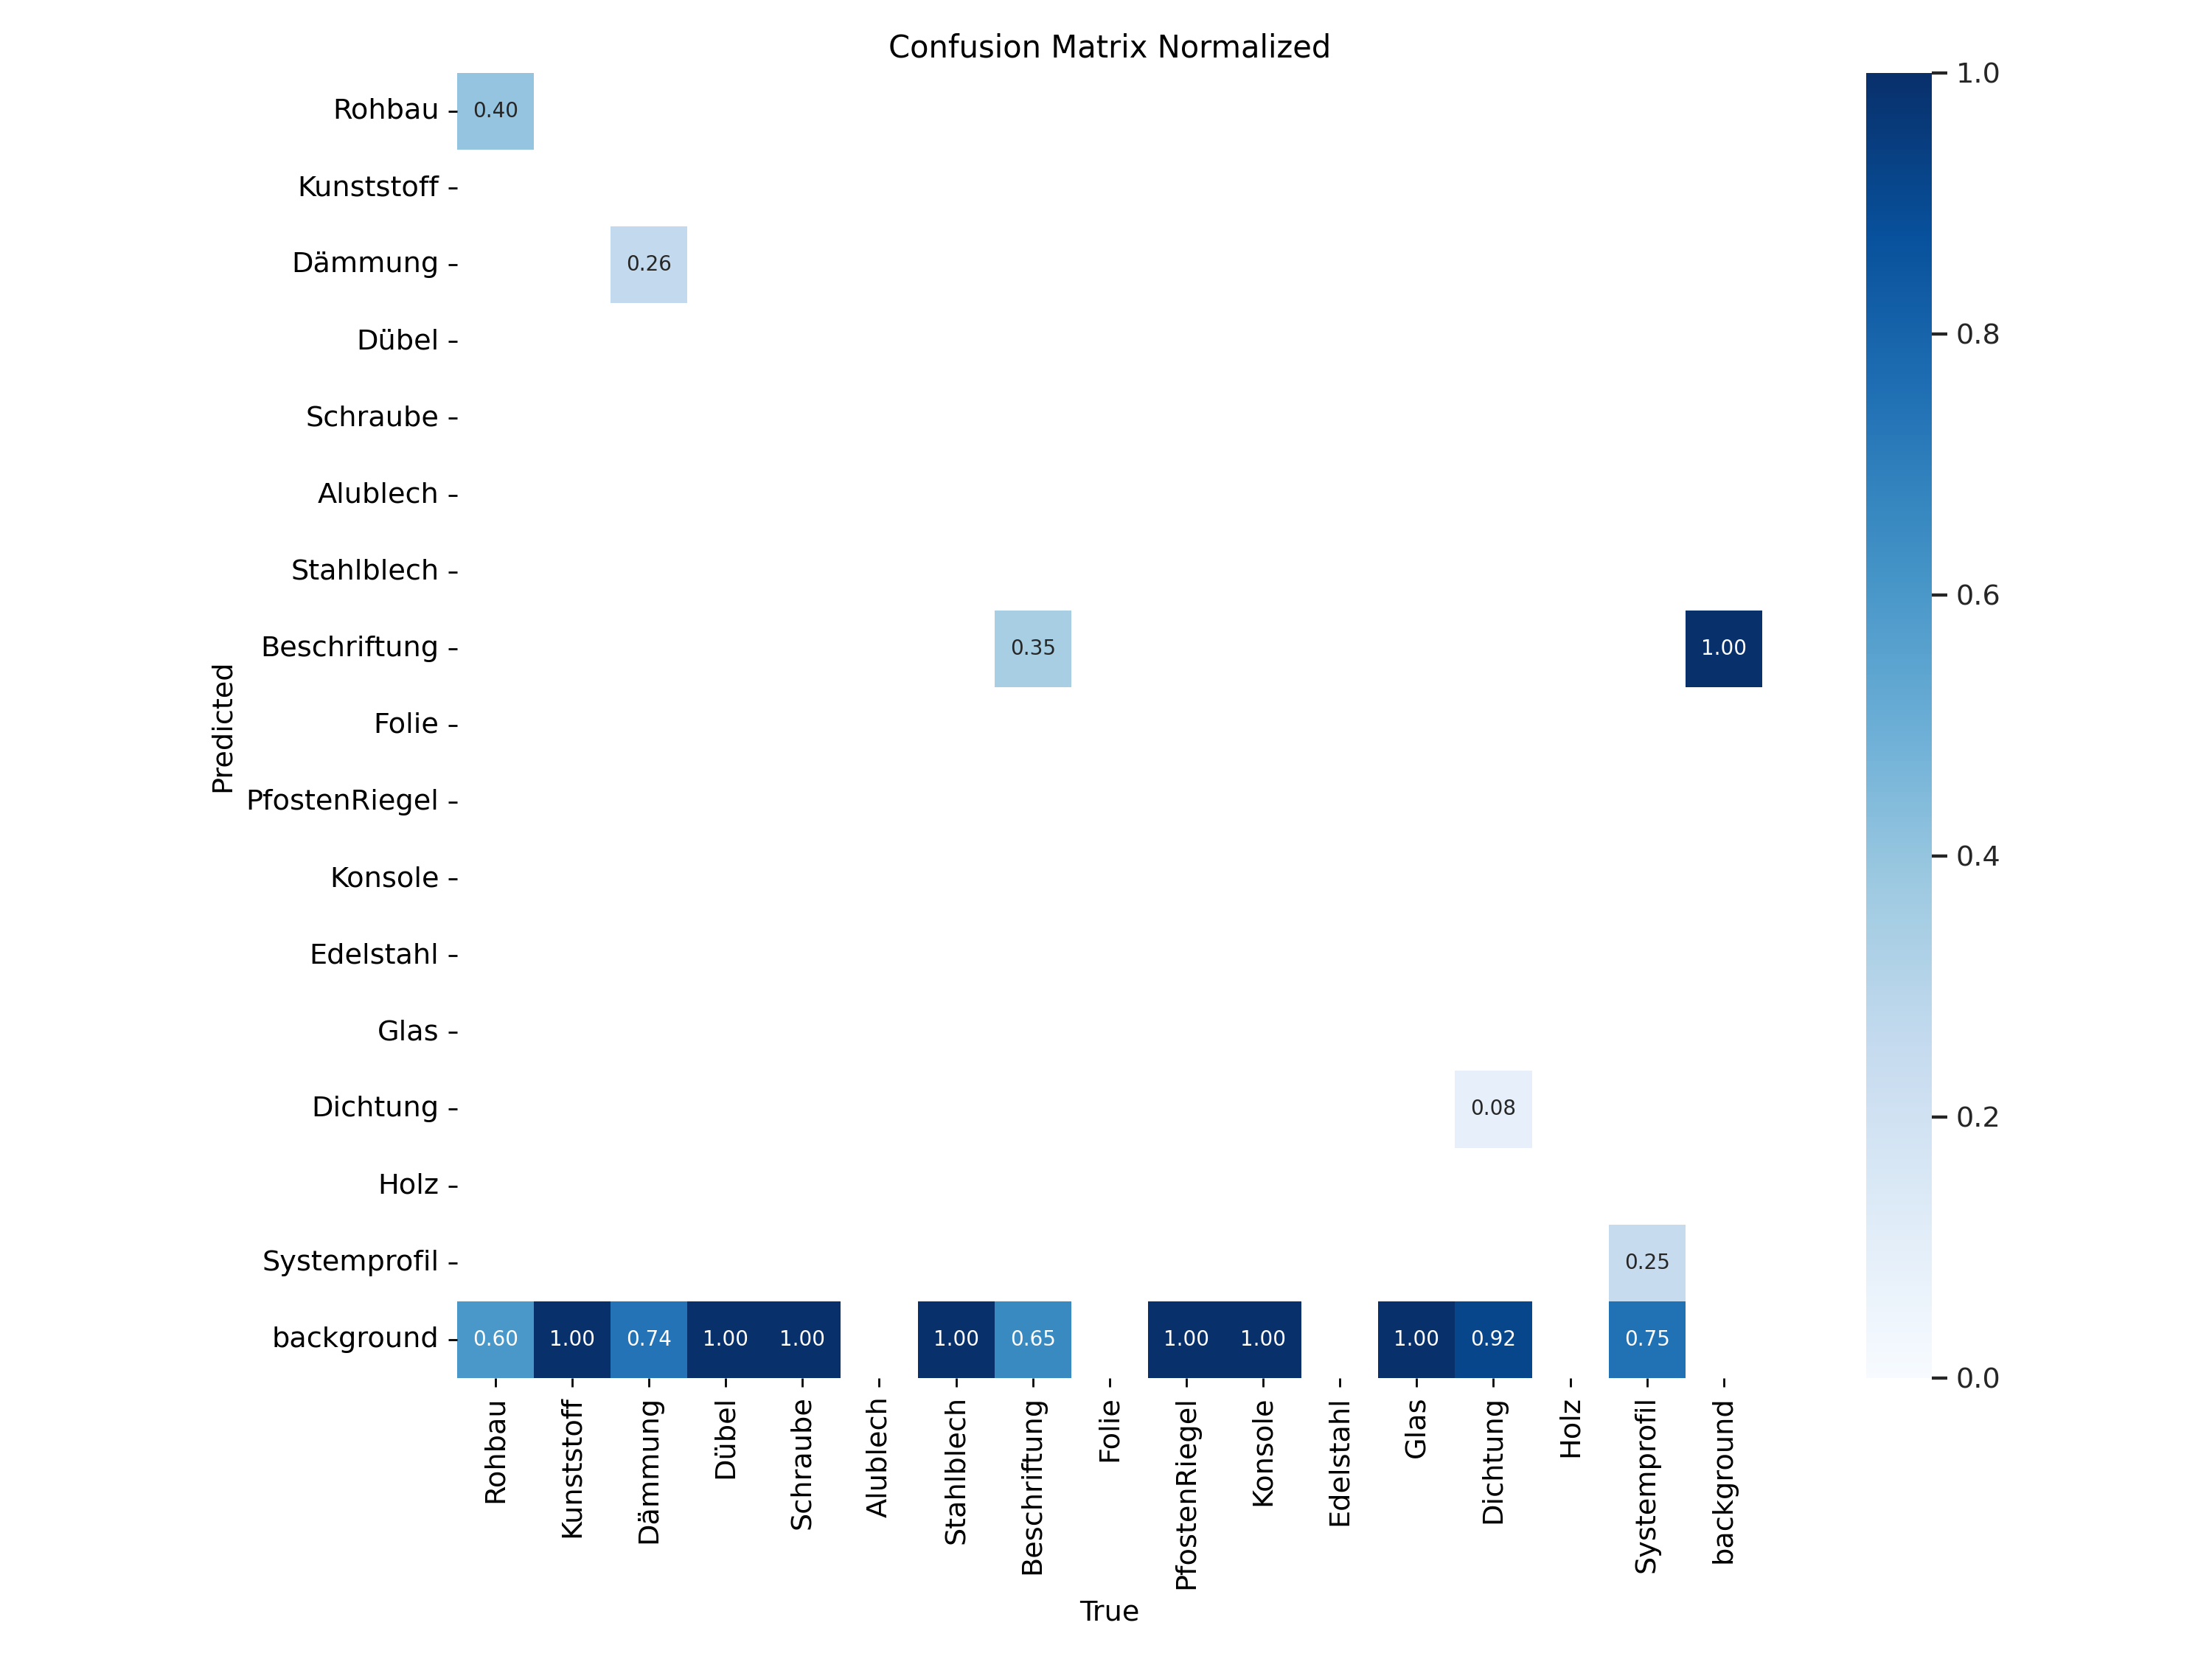 Confusion Matrix Normalized
Rohbau
Kunststoff
Dämmung
Dübel
Schraube
Alublech
Stahlblech
Beschriftung
Folie
PfostenRiegel
Konsole
Edelstahl
Glas
Dichtung
Holz
Systemprofil
background
Predicted
0.40
0.26
0.35 1.00
0.08
0.25
0.60 1.00 0.74 1.00 1.00 1.00 0.65 1.00 1.00 1.00 0.92 0.75
Rohbau
Kunststoff
Dämmung
Dübel
Schraube
Alublech
Stahlblech
Beschriftung
Folie
PfostenRiegel
Konsole
Edelstahl
Glas
Dichtung
Holz
Systemprofil
background
True
1.0
0.8
0.6
0.4
0.2
0.0